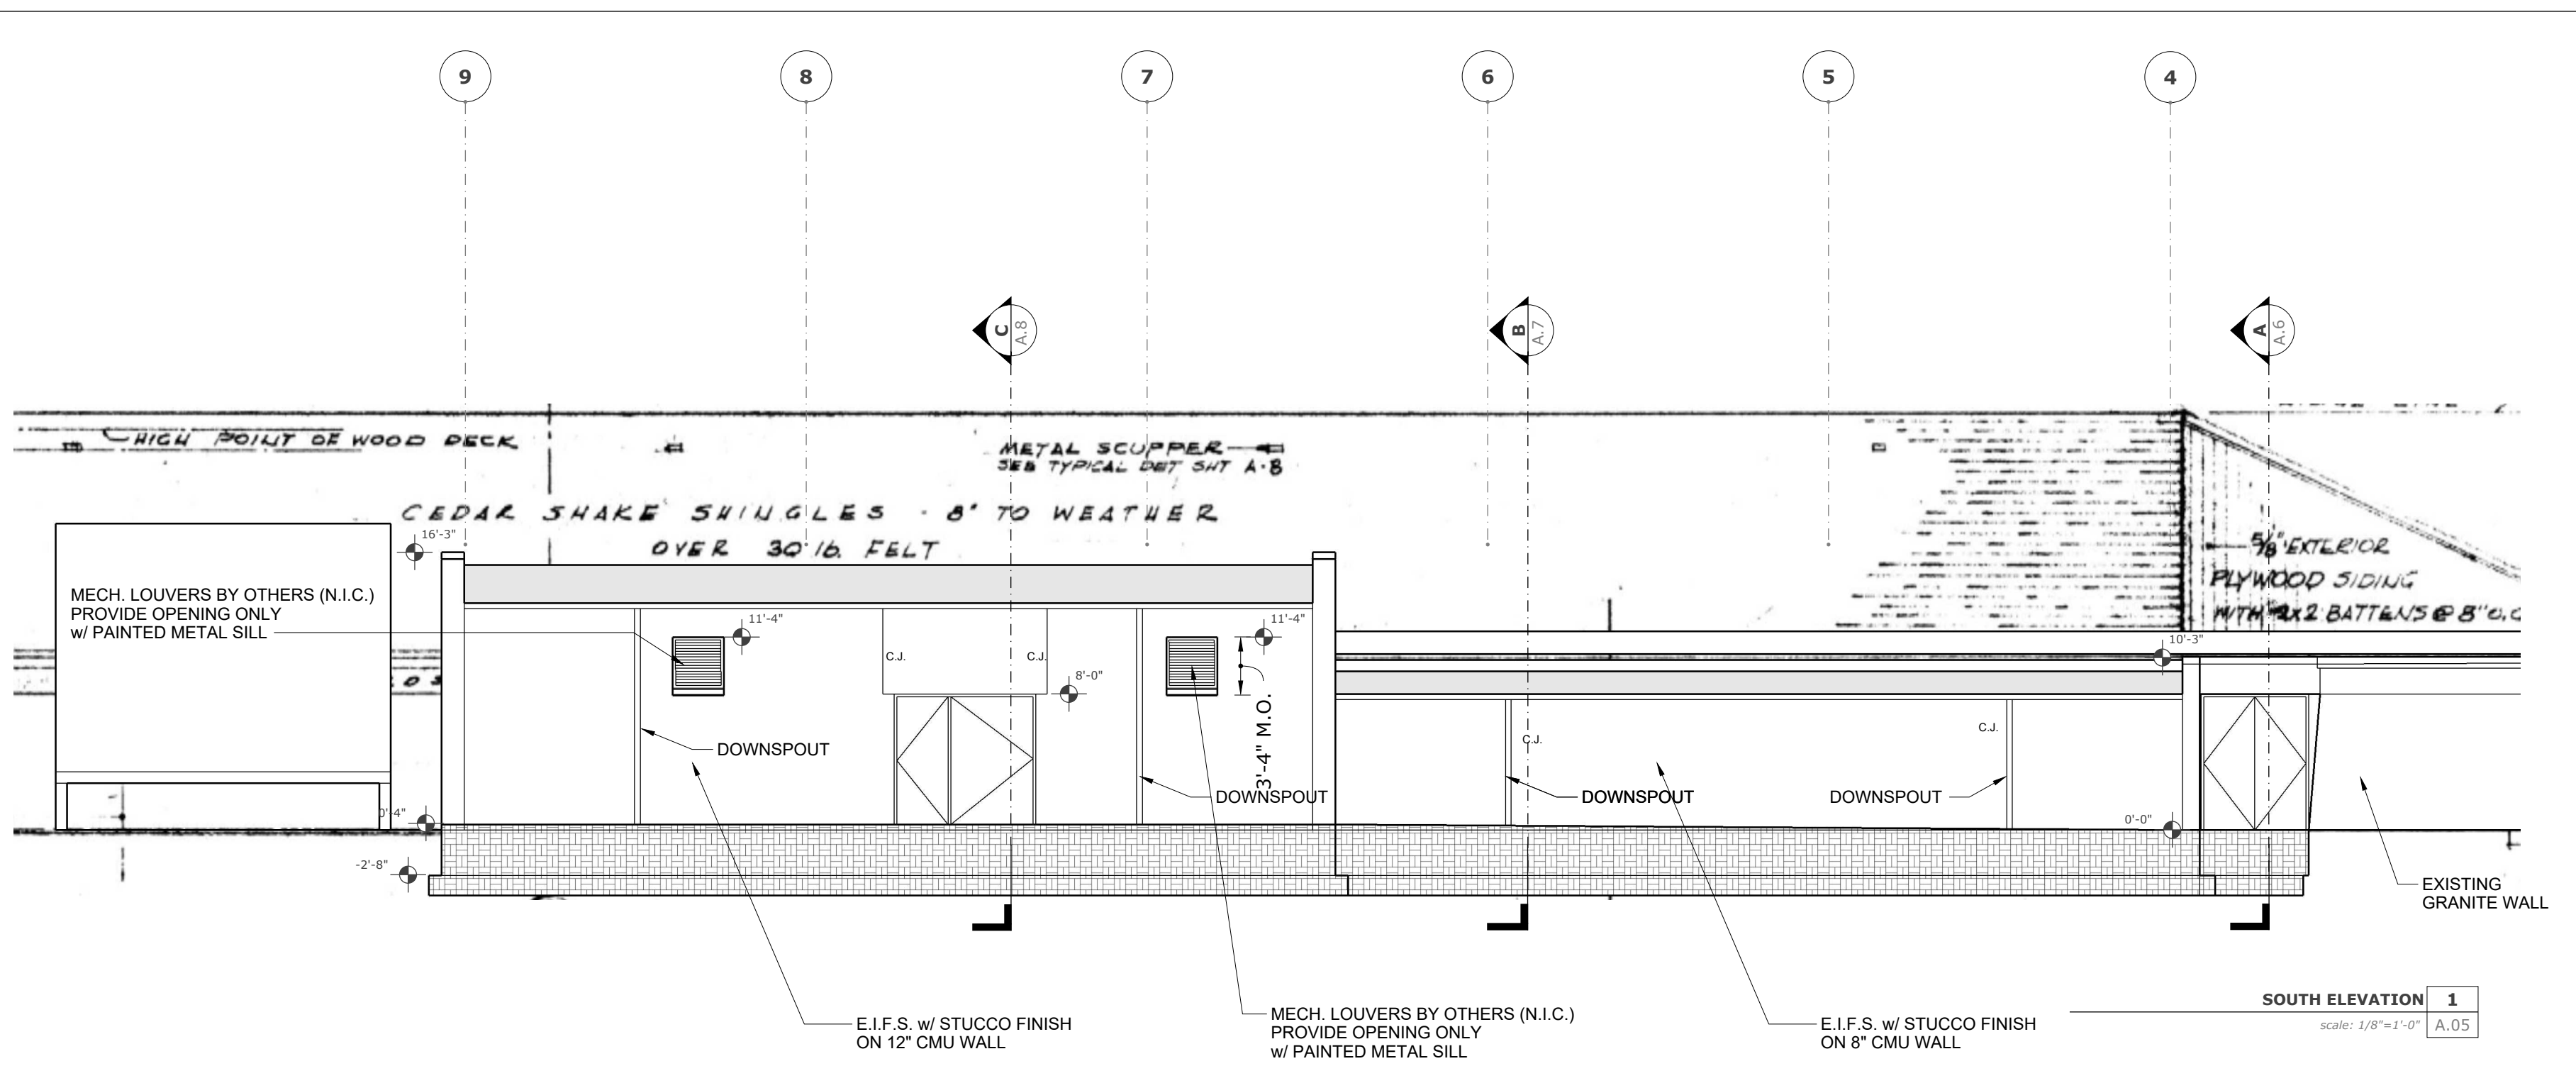 9
8
7
6
5
4
C
A.8
B
A.7
A
A.6
HIGH POINT OF WOOD DECK
METAL SCUPPER
SEE TYPICAL DET SHT A-8
CEDAR SHAKE SHINGLES - 8" TO WEATHER
OVER 30 lb. FELT
5/8" EXTERIOR
PLYWOOD SIDING
WITH 2X2 BATTENS @ 8" O.C
16'-3"
MECH. LOUVERS BY OTHERS (N.I.C.)
PROVIDE OPENING ONLY
w/ PAINTED METAL SILL
11'-4"
11'-4"
10'-3"
C.J.
C.J.
8'-0"
3'-4" M.O.
C.J.
C.J.
DOWNSPOUT
DOWNSPOUT
DOWNSPOUT
DOWNSPOUT
0'-4"
0'-0"
-2'-8"
EXISTING
GRANITE WALL
E.I.F.S. w/ STUCCO FINISH
ON 12" CMU WALL
MECH. LOUVERS BY OTHERS (N.I.C.)
PROVIDE OPENING ONLY
w/ PAINTED METAL SILL
E.I.F.S. w/ STUCCO FINISH
ON 8" CMU WALL
SOUTH ELEVATION 1
scale: 1/8"=1'-0" A.05